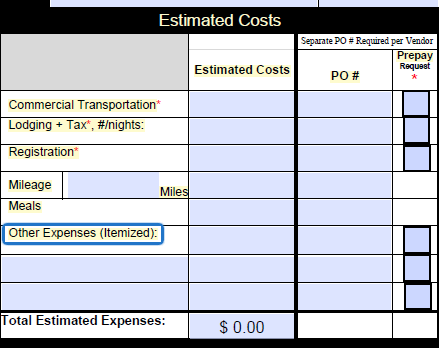 Estimated Costs
Separate PO # Required per Vendor
Estimated Costs
PO #
Prepay
Request
*
Commercial Transportation*
Lodging + Tax*, #/nights:
Registration*
Mileage
Miles
Meals
Other Expenses (Itemized):
Total Estimated Expenses:
$ 0.00